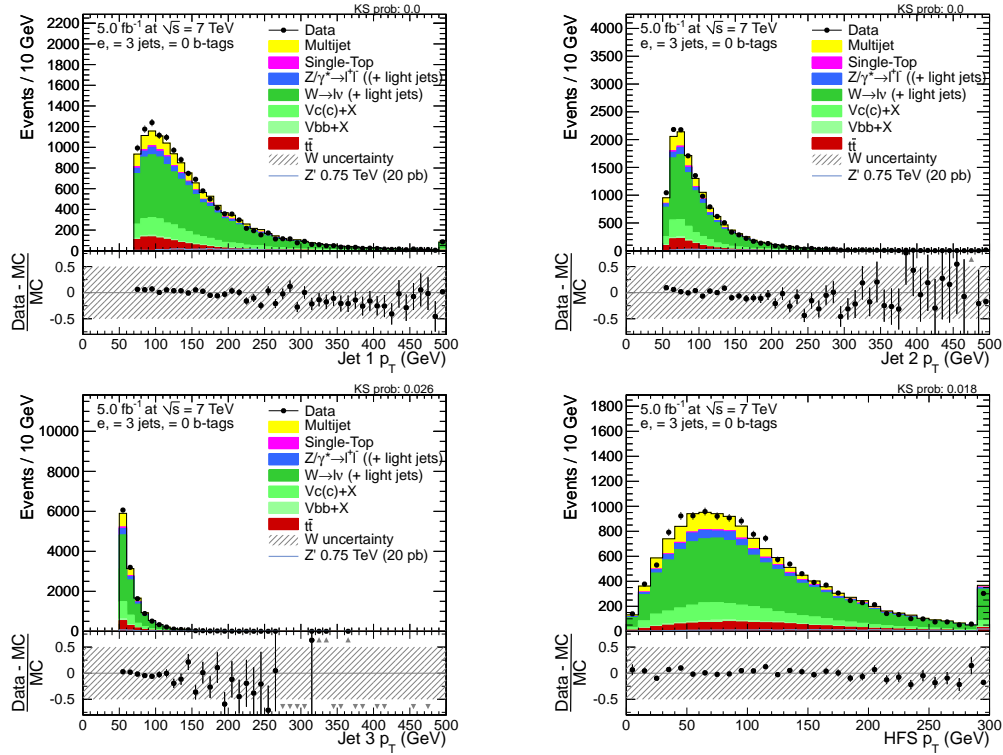 KS prob: 0.0
5.0 fb⁻¹ at √s = 7 TeV
e, = 3 jets, = 0 b-tags
Data
Multijet
Single-Top
Z/γ*→l⁺l⁻ ((+ light jets)
W→lν (+ light jets)
Vc(c)+X
Vbb+X
tt̄
W uncertainty
Z' 0.75 TeV (20 pb)
Events / 10 GeV
2200
2000
1800
1600
1400
1200
1000
800
600
400
200
0
Data - MC
MC
0.5
0
-0.5
0 50 100 150 200 250 300 350 400 450 500
Jet 1 p_T (GeV)
KS prob: 0.0
5.0 fb⁻¹ at √s = 7 TeV
e, = 3 jets, = 0 b-tags
Data
Multijet
Single-Top
Z/γ*→l⁺l⁻ ((+ light jets)
W→lν (+ light jets)
Vc(c)+X
Vbb+X
tt̄
W uncertainty
Z' 0.75 TeV (20 pb)
Events / 10 GeV
4000
3500
3000
2500
2000
1500
1000
500
0
Data - MC
MC
0.5
0
-0.5
0 50 100 150 200 250 300 350 400 450 500
Jet 2 p_T (GeV)
KS prob: 0.026
5.0 fb⁻¹ at √s = 7 TeV
e, = 3 jets, = 0 b-tags
Data
Multijet
Single-Top
Z/γ*→l⁺l⁻ ((+ light jets)
W→lν (+ light jets)
Vc(c)+X
Vbb+X
tt̄
W uncertainty
Z' 0.75 TeV (20 pb)
Events / 10 GeV
10000
8000
6000
4000
2000
0
Data - MC
MC
0.5
0
-0.5
0 50 100 150 200 250 300 350 400 450 500
Jet 3 p_T (GeV)
KS prob: 0.018
5.0 fb⁻¹ at √s = 7 TeV
e, = 3 jets, = 0 b-tags
Data
Multijet
Single-Top
Z/γ*→l⁺l⁻ ((+ light jets)
W→lν (+ light jets)
Vc(c)+X
Vbb+X
tt̄
W uncertainty
Z' 0.75 TeV (20 pb)
Events / 10 GeV
1800
1600
1400
1200
1000
800
600
400
200
0
Data - MC
MC
0.5
0
-0.5
0 50 100 150 200 250 300
HFS p_T (GeV)